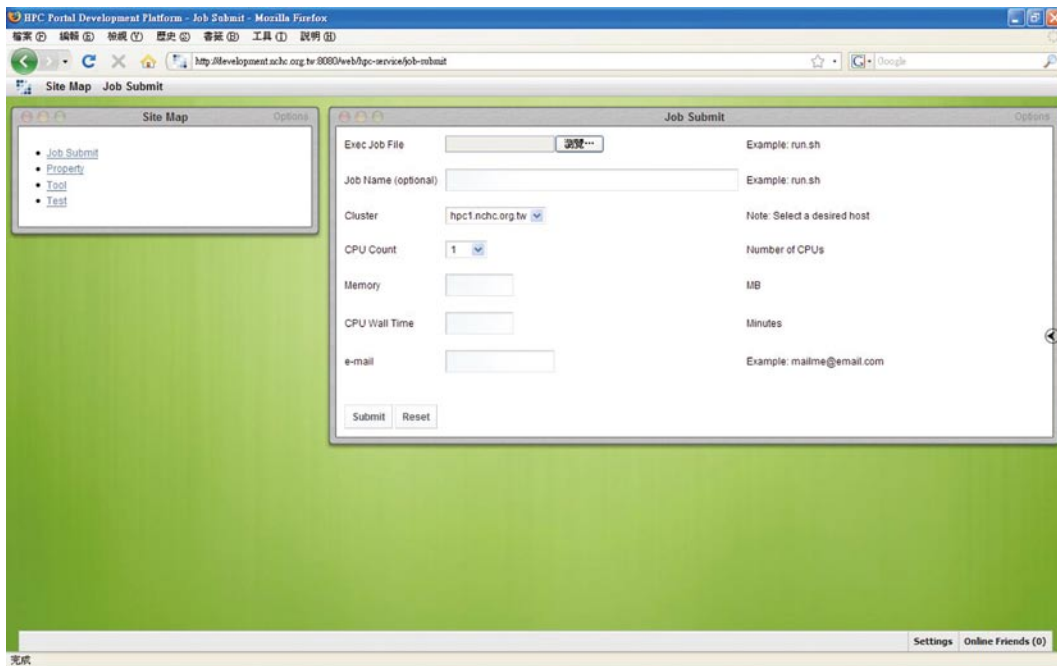 HPC Portal Development Platform - Job Submit - Mozilla Firefox
檔案(F) 編輯(E) 檢視(V) 歷史(S) 書籤(B) 工具(T) 說明(H)
http://development.nchc.org.tw:8080/web/hpc-service/job-submit
Google
Site Map Job Submit
Site Map Options
Job Submit
Property
Tool
Test
Job Submit Options
Exec Job File 瀏覽… Example: run.sh
Job Name (optional) Example: run.sh
Cluster hpc1.nchc.org.tw Note: Select a desired host
CPU Count 1 Number of CPUs
Memory MB
CPU Wall Time Minutes
e-mail Example: mailme@email.com
Submit Reset
Settings Online Friends (0)
完成